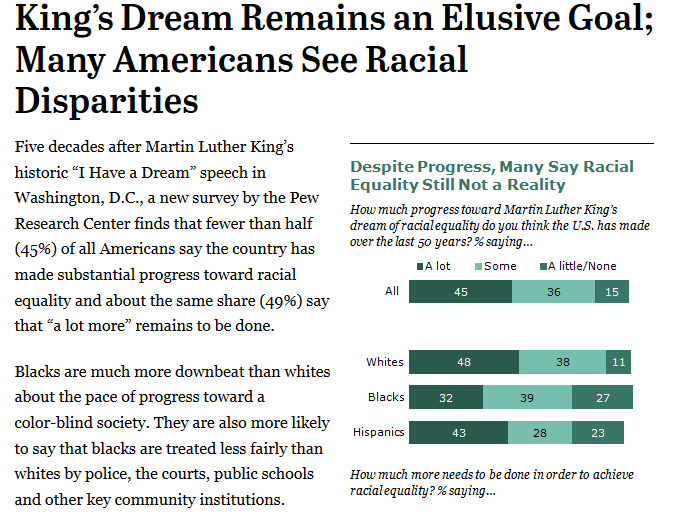 King’s Dream Remains an Elusive Goal;
Many Americans See Racial
Disparities
Five decades after Martin Luther King’s
historic “I Have a Dream” speech in
Washington, D.C., a new survey by the Pew
Research Center finds that fewer than half
(45%) of all Americans say the country has
made substantial progress toward racial
equality and about the same share (49%) say
that “a lot more” remains to be done.
Blacks are much more downbeat than whites
about the pace of progress toward a
color-blind society. They are also more likely
to say that blacks are treated less fairly than
whites by police, the courts, public schools
and other key community institutions.
Despite Progress, Many Say Racial
Equality Still Not a Reality
How much progress toward Martin Luther King’s
dream of racial equality do you think the U.S. has made
over the last 50 years? % saying...
A lot Some A little/None
All 45 36 15
Whites 48 38 11
Blacks 32 39 27
Hispanics 43 28 23
How much more needs to be done in order to achieve
racial equality? % saying...